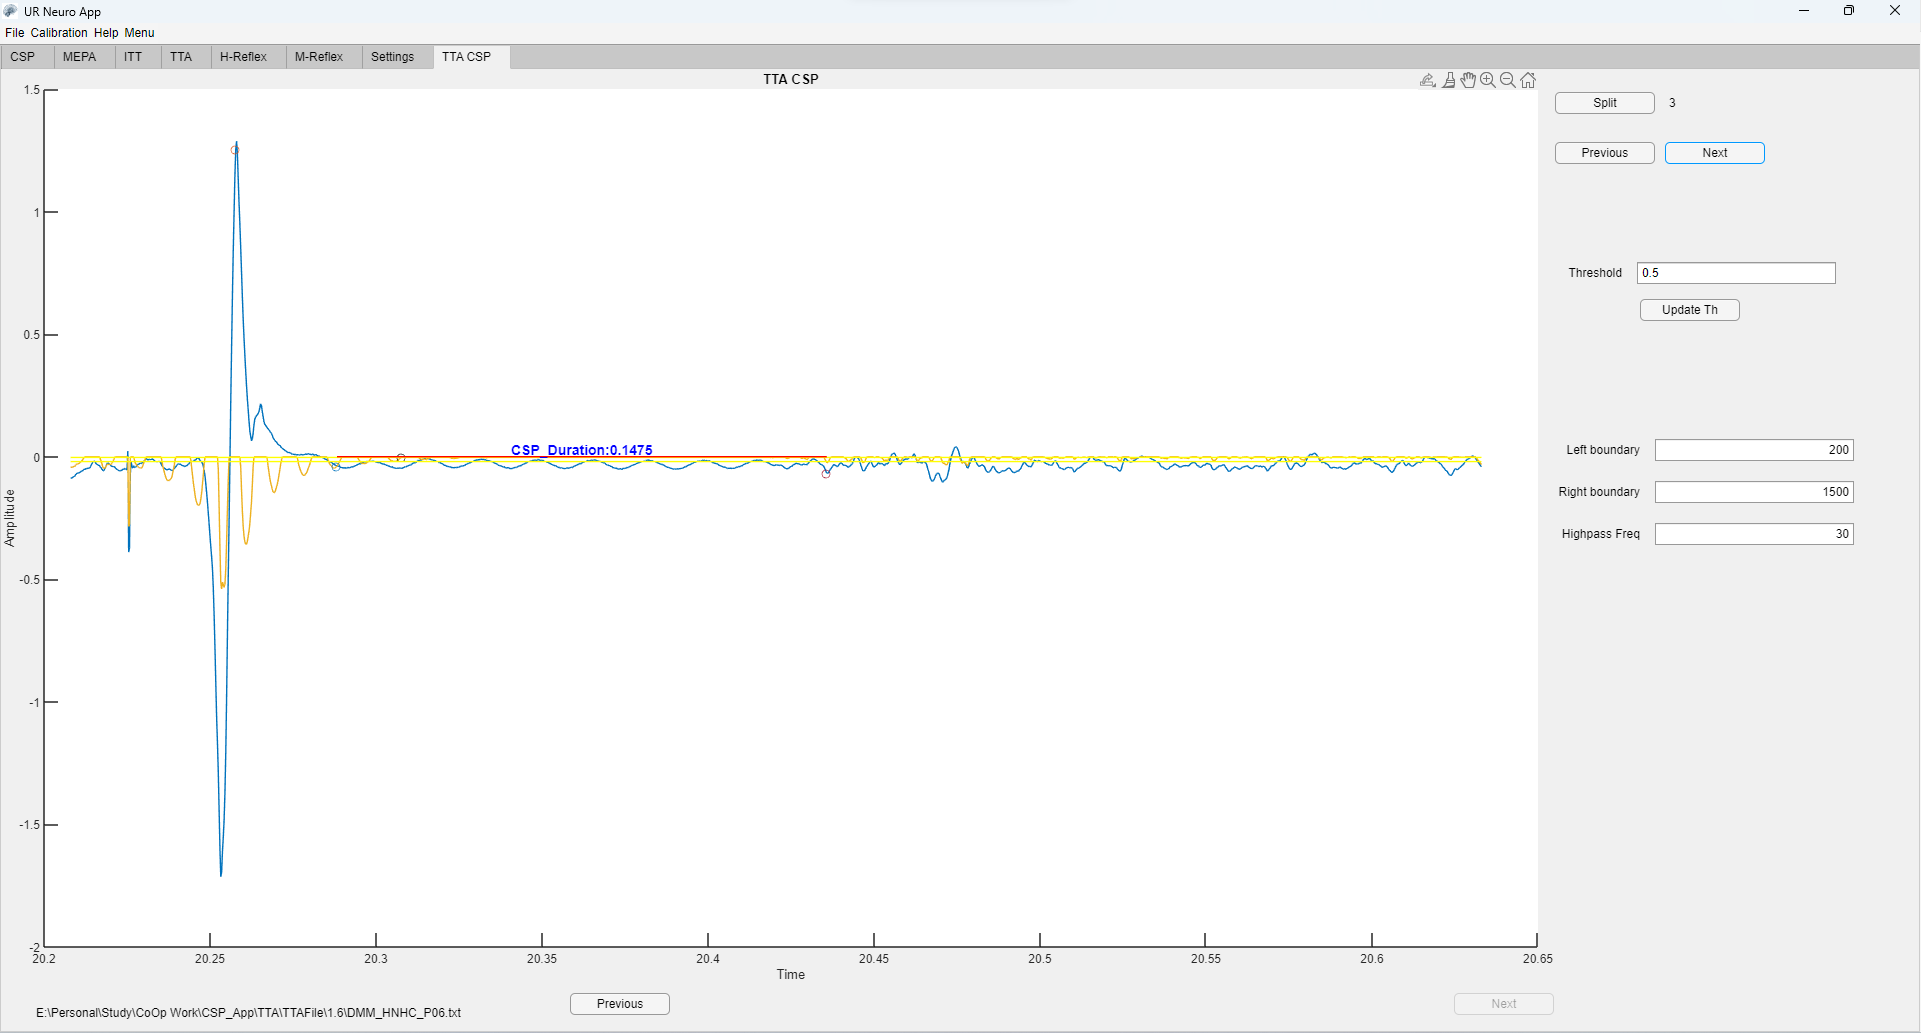 UR Neuro App
File Calibration Help Menu
CSP MEPA ITT TTA H-Reflex M-Reflex Settings TTA CSP
TTA CSP
1.5
1
0.5
0
-0.5
-1
-1.5
-2
Amplitude
CSP_Duration:0.1475
20.2 20.25 20.3 20.35 20.4 20.45 20.5 20.55 20.6 20.65
Time
Split 3
Previous Next
Threshold 0.5
Update Th
Left boundary 200
Right boundary 1500
Highpass Freq 30
Previous Next
E:\Personal\Study\CoOp Work\CSP_App\TTA\TTAFile\1.6\DMM_HNHC_P06.txt